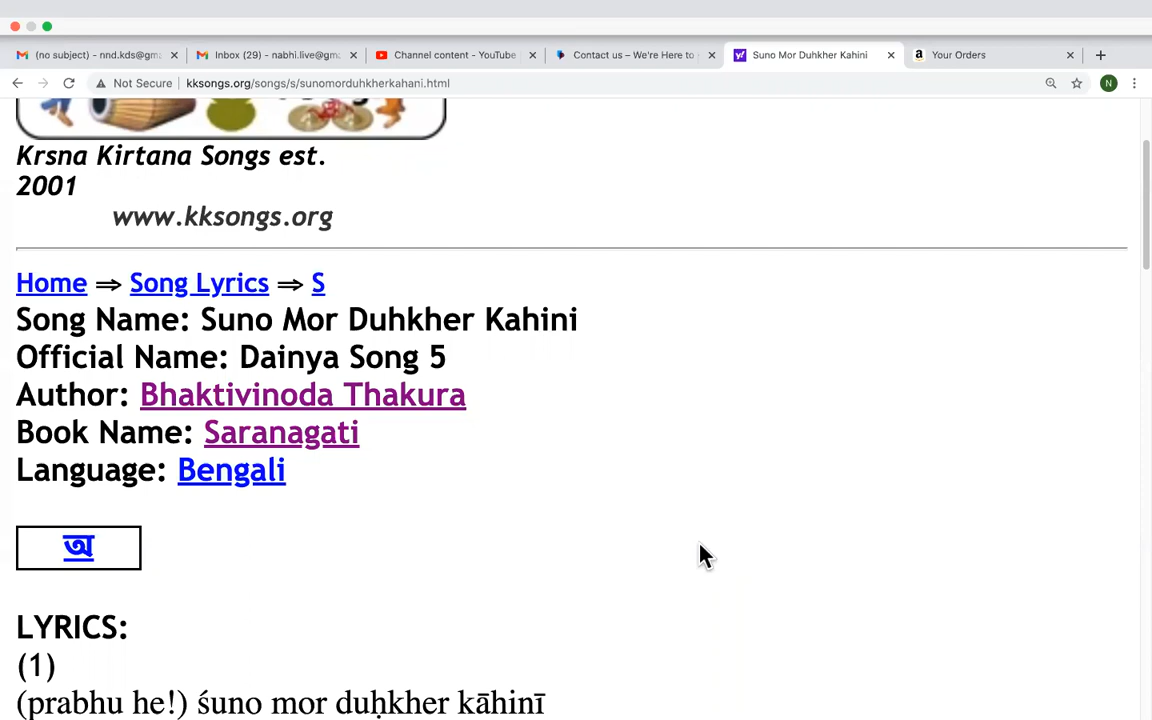 (no subject) - nnd.kds@gma
Inbox (29) - nabhi.live@gma
Channel content - YouTube
Contact us – We're Here to
Suno Mor Duhkher Kahini
Your Orders
Not Secure
kksongs.org/songs/s/sunomorduhkherkahani.html
N
Krsna Kirtana Songs est.
2001
www.kksongs.org
Home ⇒ Song Lyrics ⇒ S
Song Name: Suno Mor Duhkher Kahini
Official Name: Dainya Song 5
Author: Bhaktivinoda Thakura
Book Name: Saranagati
Language: Bengali
অ
LYRICS:
(1)
(prabhu he!) śuno mor duḥkher kāhinī